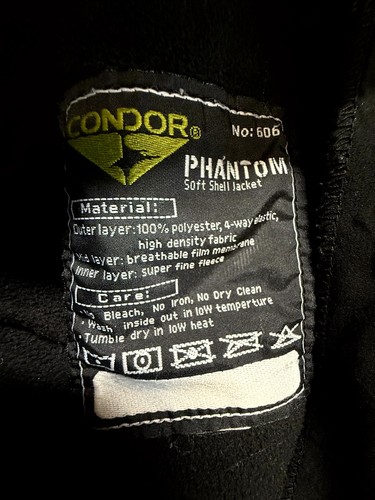 CONDOR®
No: 606
PHANTOM
Soft Shell Jacket
Material:
Outer layer: 100% polyester, 4-way elastic,
high density fabric
layer: breathable film membrane
Inner layer: super fine fleece
Care:
Bleach, No Iron, No Dry Clean
Wash inside out in low temperture
Tumble dry in low heat